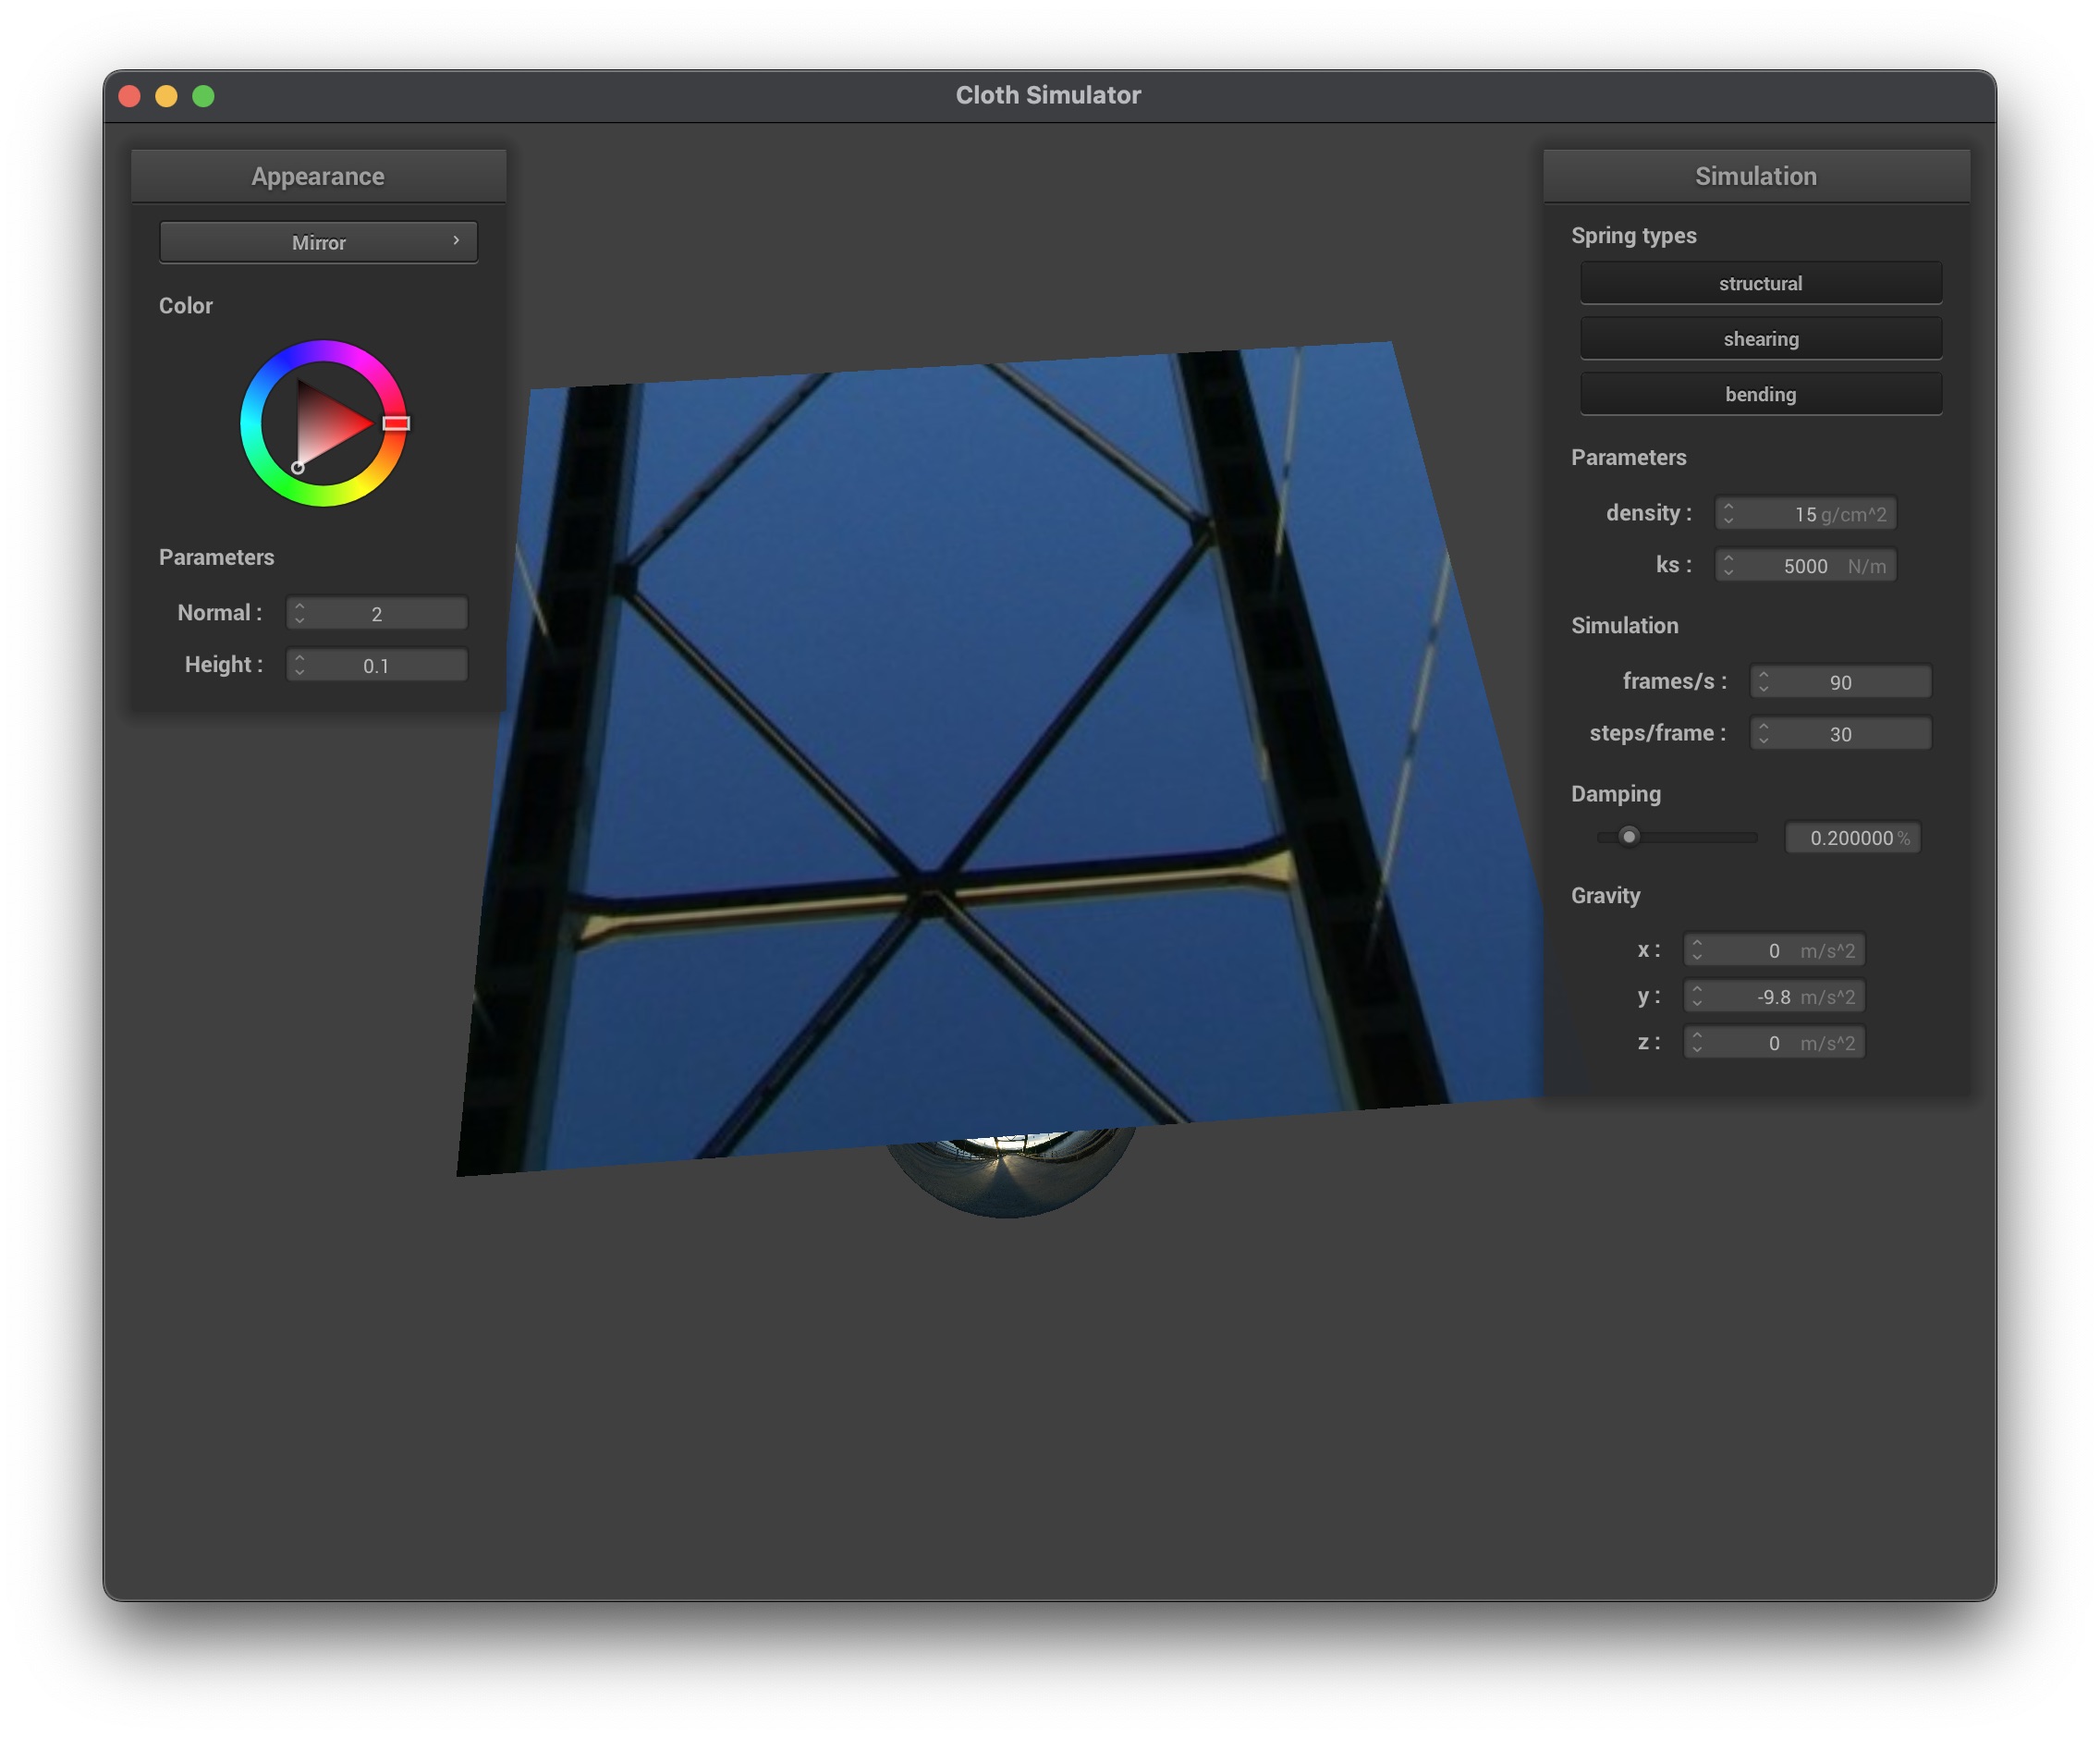 Cloth Simulator
Appearance
Mirror
Color
Parameters
Normal : 2
Height : 0.1
Simulation
Spring types
structural
shearing
bending
Parameters
density : 15 g/cm^2
ks : 5000 N/m
Simulation
frames/s : 90
steps/frame : 30
Damping
0.200000 %
Gravity
x : 0 m/s^2
y : -9.8 m/s^2
z : 0 m/s^2